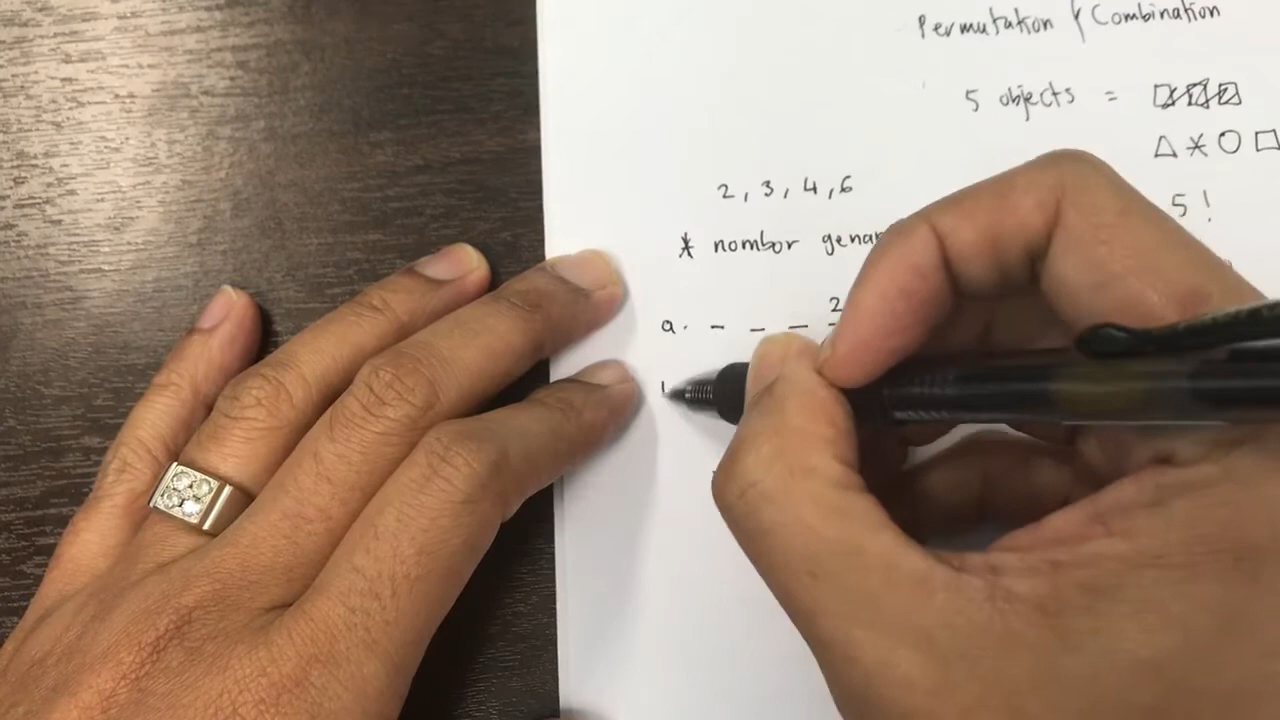 Permutation & Combination
5 objects =
5!
2, 3, 4, 6
* nombor
a. _ _ _ 2